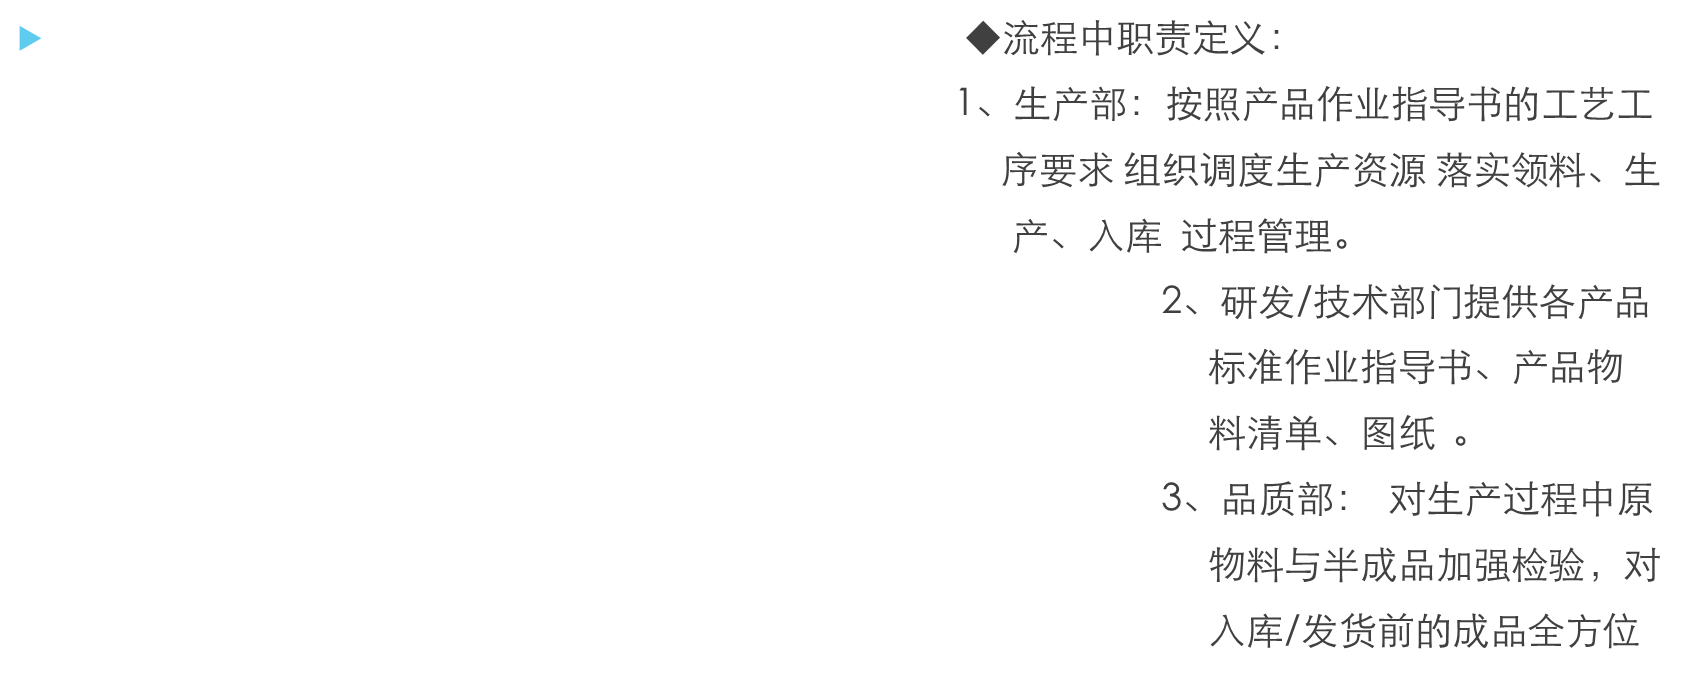 ◆流程中职责定义：
1、生产部：按照产品作业指导书的工艺工
序要求 组织调度生产资源 落实领料、生
产、入库 过程管理。
2、研发/技术部门提供各产品
标准作业指导书、产品物
料清单、图纸 。
3、品质部： 对生产过程中原
物料与半成品加强检验，对
入库/发货前的成品全方位